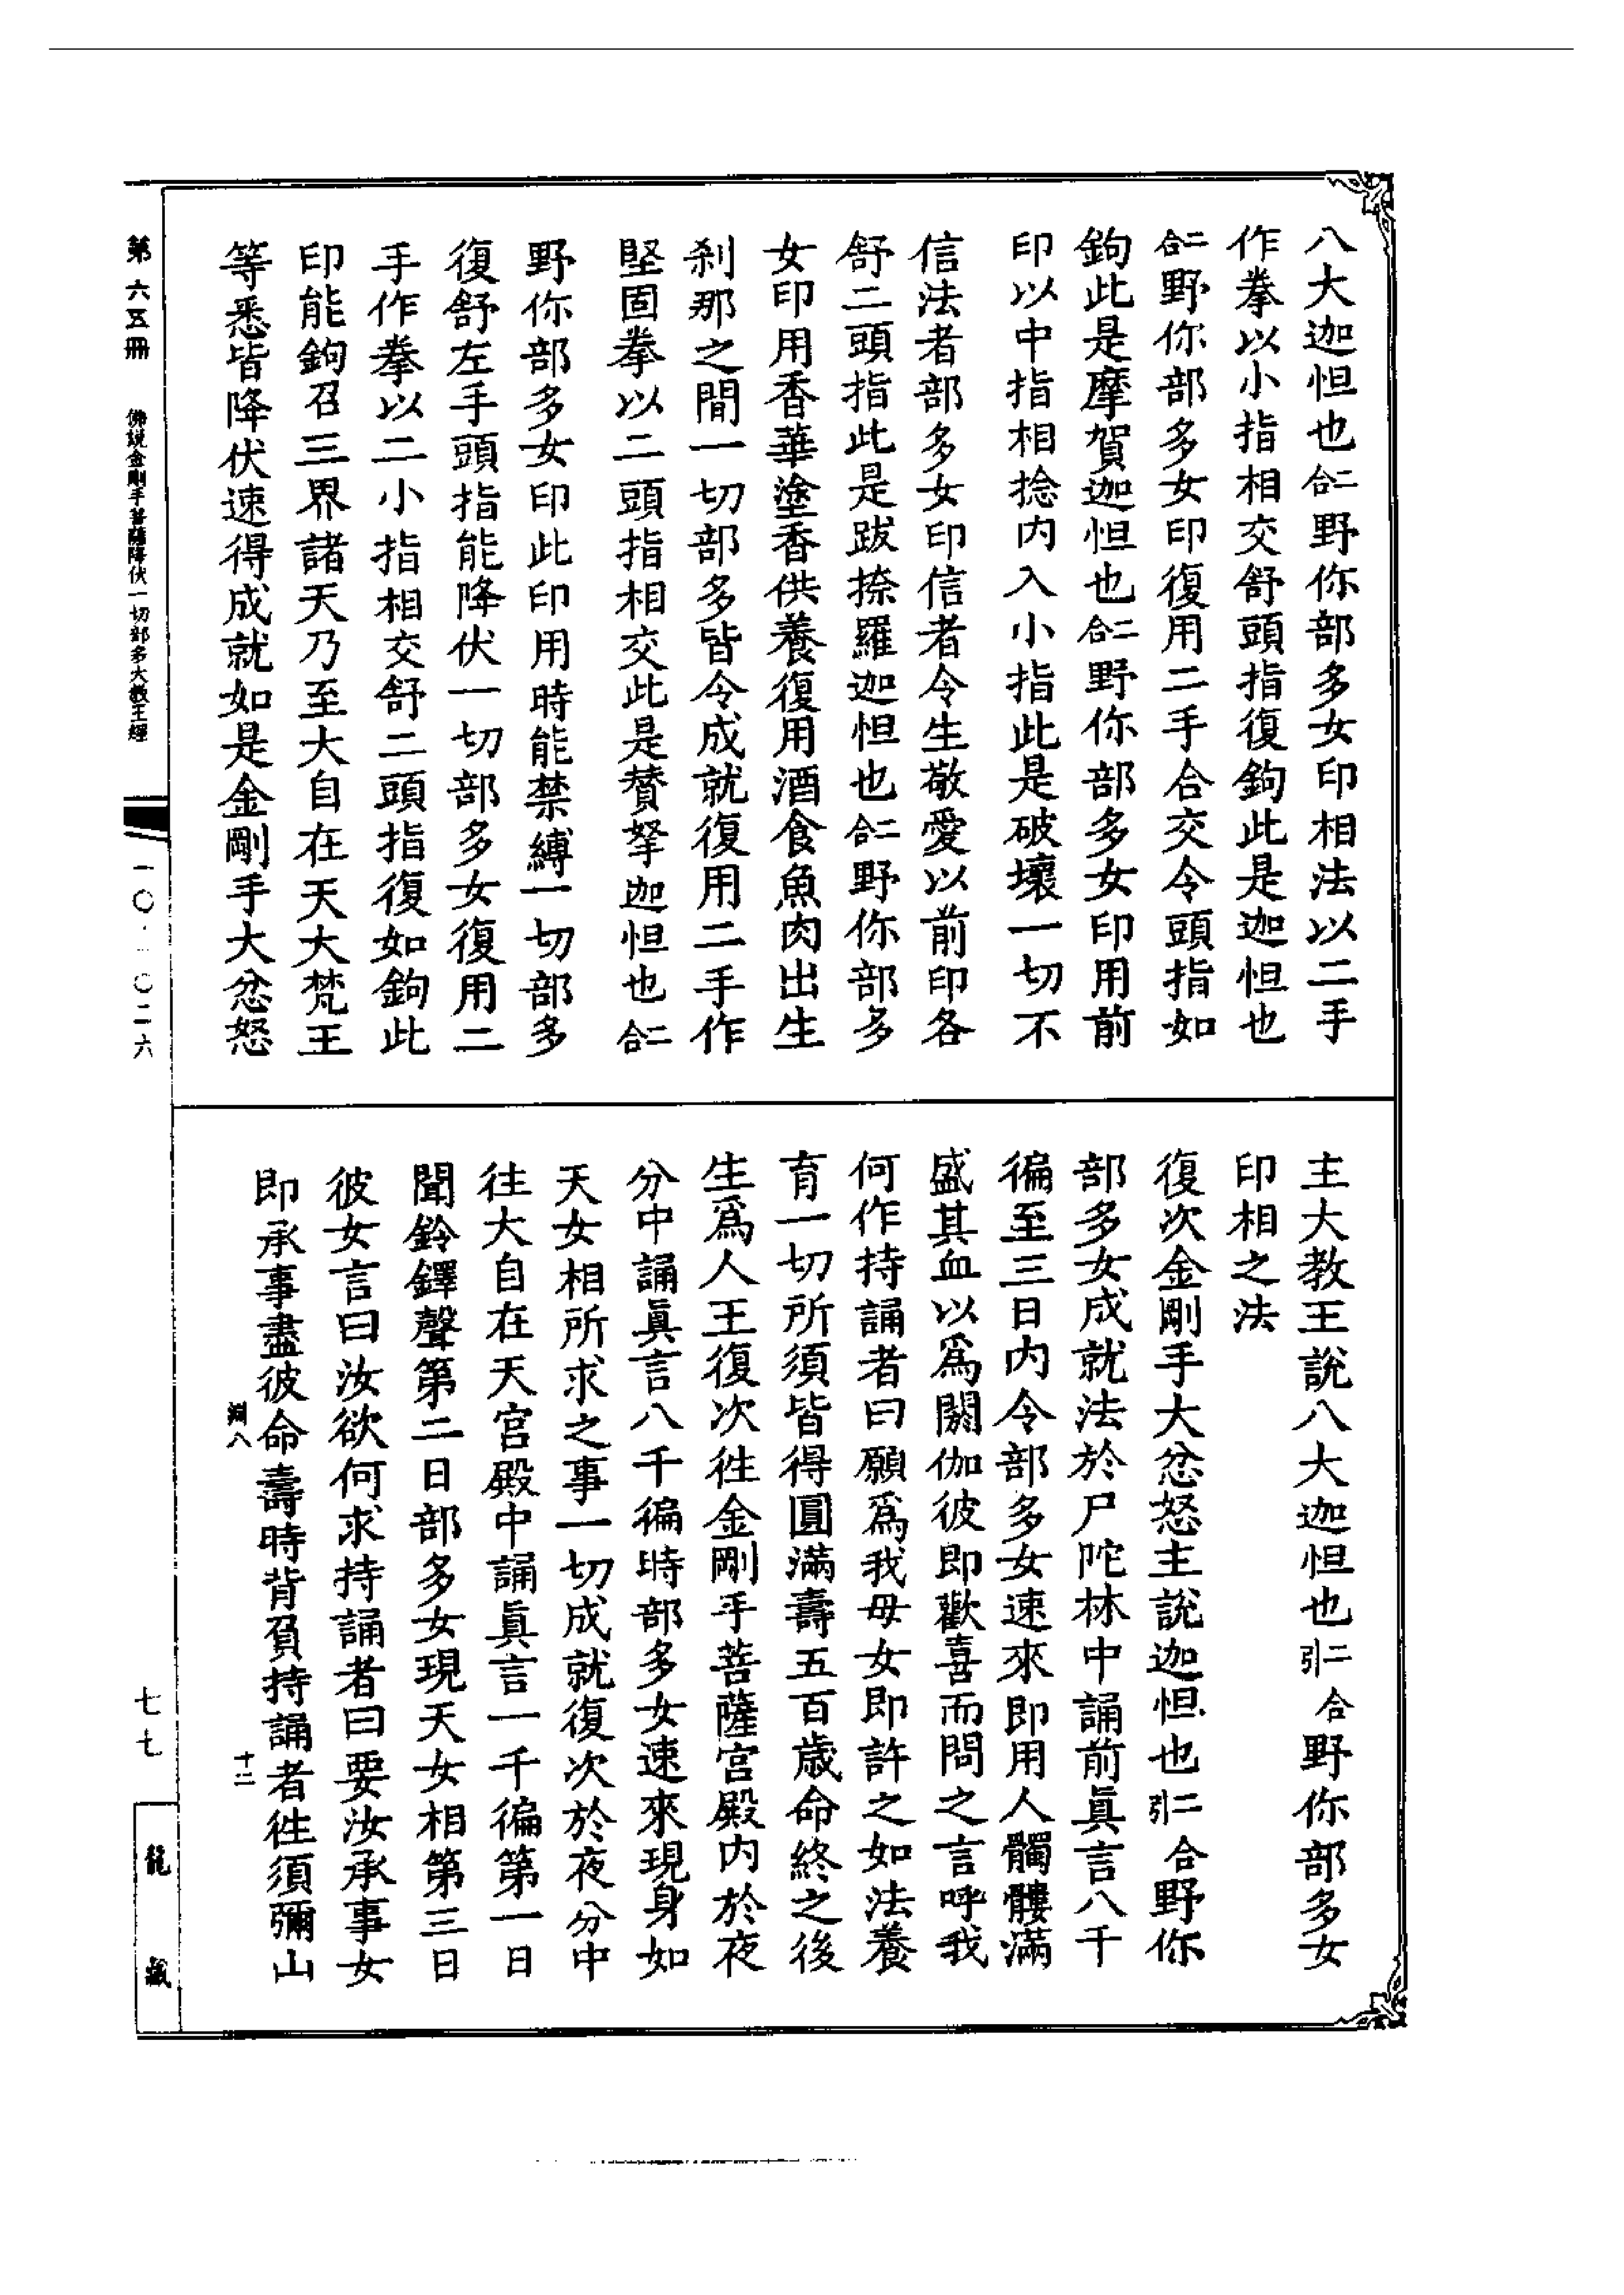 八大迦怛也二合野你部多女印相法以二手
作拳以小指相交舒頭指復鉤此是迦怛也
二合野你部多女印復用二手合交令頭指如
鉤此是摩賀迦怛也二合野你部多女印用前
印以中指相捻内入小指此是破壞一切不
信法者部多女印信者令生敬愛以前印各
舒二頭指此是跋捺羅迦怛也二合野你部多
女印用香華塗香供養復用酒食魚肉出生
刹那之間一切部多皆令成就復用二手作
堅固拳以二頭指相交此是賛拏迦怛也二合
野你部多女印此印用時能禁縛一切部多
復舒左手頭指能降伏一切部多女復用二
手作拳以二小指相交舒二頭指復如鉤此
印能鉤召三界諸天乃至大自在天大梵王
等悉皆降伏速得成就如是金剛手大忿怒
主大教王說八大迦怛也二合引野你部多女
印相之法
復次金剛手大忿怒主說迦怛也二合引野你
部多女成就法於尸陀林中誦前眞言八千
徧至三日内令部多女速來即用人髑髏滿
盛其血以爲閼伽彼即歡喜而問之言呼我
何作持誦者曰願爲我母女即許之如法養
育一切所須皆得圓滿壽五百歲命終之後
生爲人王復次徃金剛手菩薩宮殿内於夜
分中誦眞言八千徧時部多女速來現身如
天女相所求之事一切成就復次於夜分中
往大自在天宮殿中誦眞言一千徧第一日
聞鈴鐸聲第二日部多女現天女相第三日
彼女言曰汝欲何求持誦者曰要汝承事女
即承事盡彼命壽時背負持誦者徃須彌山
淵八
十二
第六五冊
佛説金剛手菩薩降伏一切部多大教王經
七七
龍藏